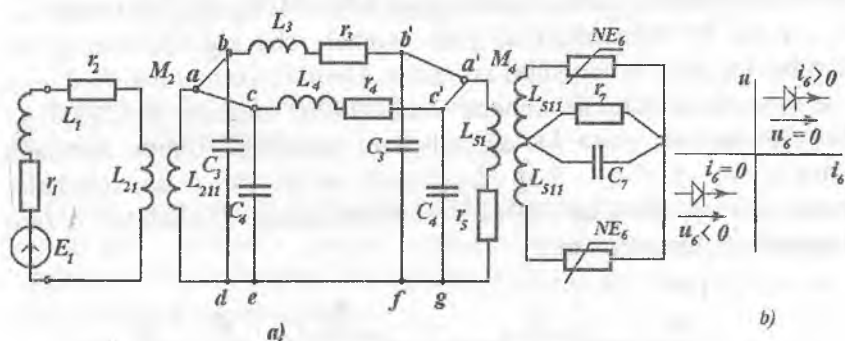 L₃ r₃ b'
b
r₂ M₂ a L₄ r₄ a' M₄ NE₆
c c' L₅₁₁ r₇ u i₆>0
L₁ u₆=0
C₃ C₃ L₅₁ i₆
r₁ L₂₁ L₂₁₁ C₄ C₄ L₅₁₁ C₇ i₆=0
r₅ u₆<0
E₁ NE₆
d e f g
a) b)